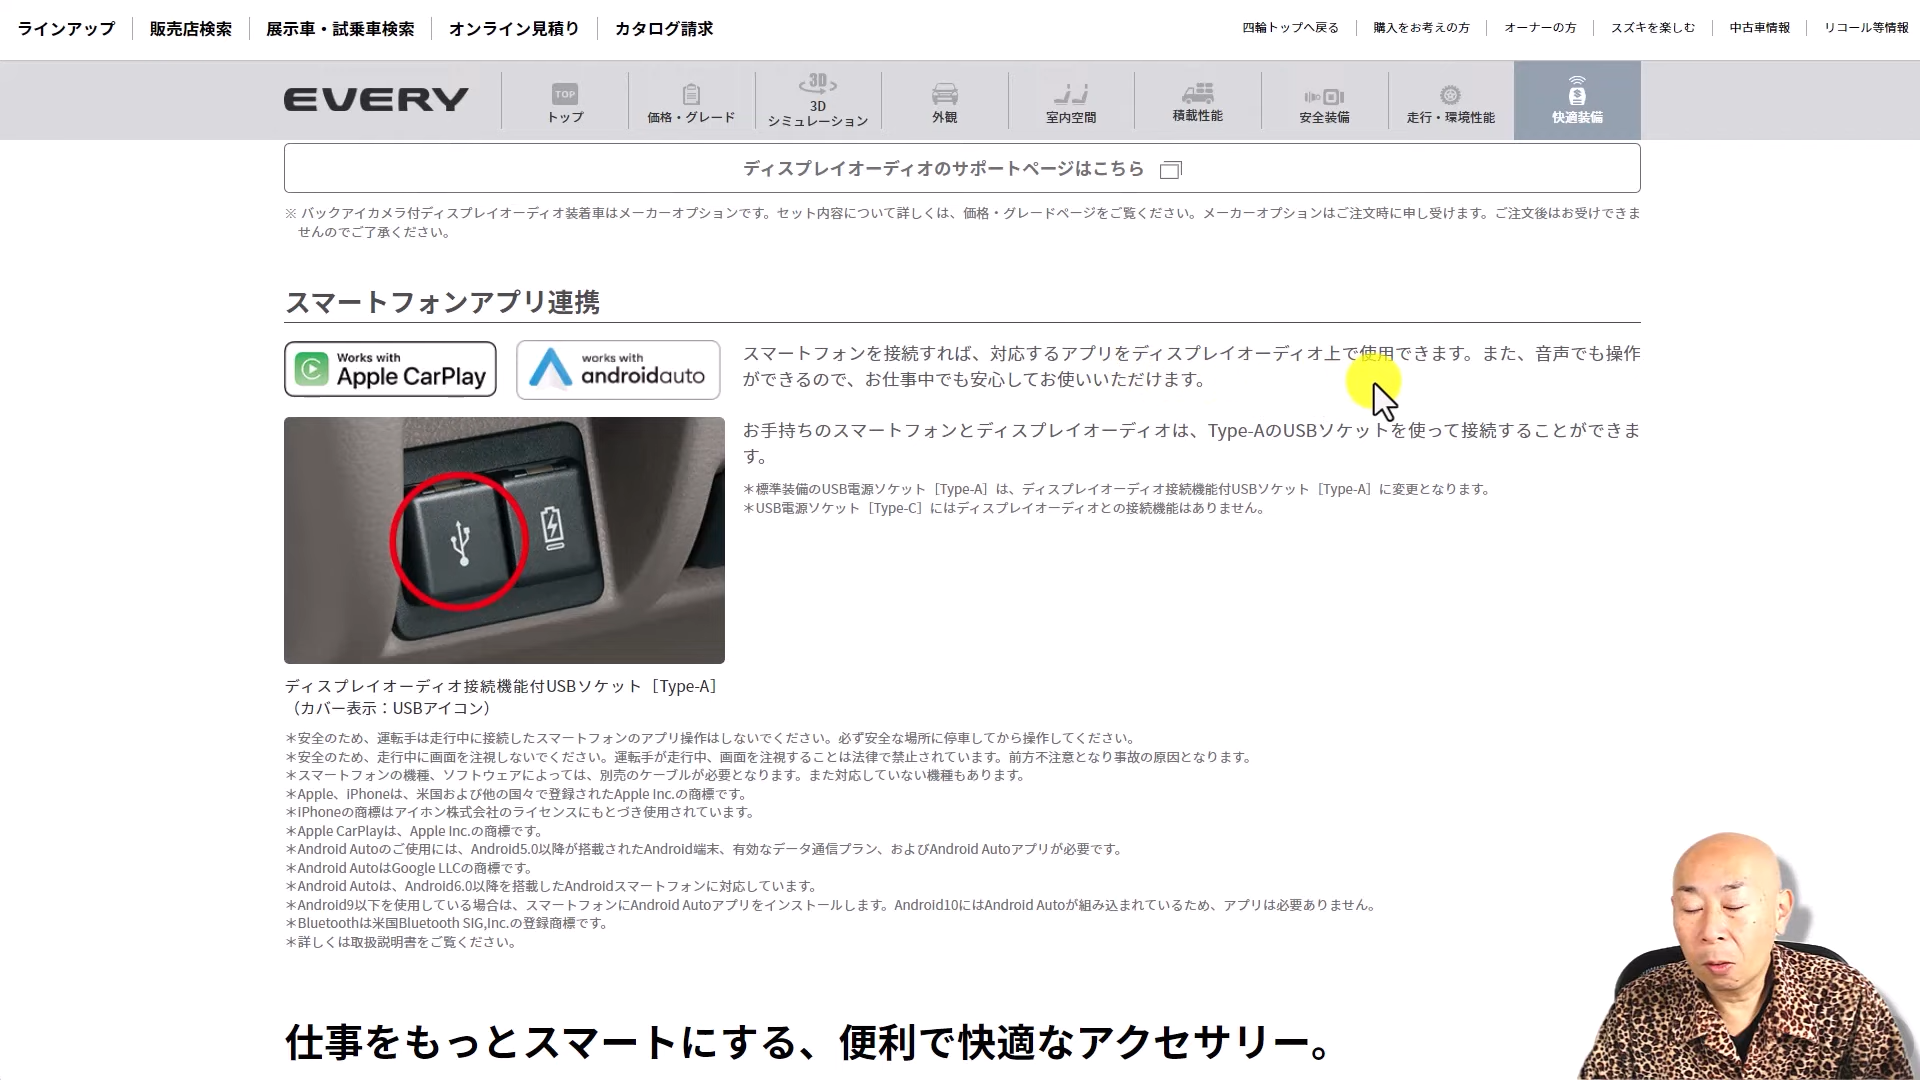 ラインアップ 販売店検索 展示車・試乗車検索 オンライン見積り カタログ請求 四輪トップへ戻る 購入をお考えの方 オーナーの方 スズキを楽しむ 中古車情報 リコール等情報
EVERY
TOP
トップ
価格・グレード
3D
3D
シミュレーション
外観
室内空間
積載性能
安全装備
走行・環境性能
快適装備
ディスプレイオーディオのサポートページはこちら
※ バックアイカメラ付ディスプレイオーディオ装着車はメーカーオプションです。セット内容について詳しくは、価格・グレードページをご覧ください。メーカーオプションはご注文時に申し受けます。ご注文後はお受けできま
せんのでご了承ください。
スマートフォンアプリ連携
Works with
Apple CarPlay
works with
androidauto
スマートフォンを接続すれば、対応するアプリをディスプレイオーディオ上で使用できます。また、音声でも操作
ができるので、お仕事中でも安心してお使いいただけます。
お手持ちのスマートフォンとディスプレイオーディオは、Type-AのUSBソケットを使って接続することができま
す。
＊標準装備のUSB電源ソケット［Type-A］は、ディスプレイオーディオ接続機能付USBソケット［Type-A］に変更となります。
＊USB電源ソケット［Type-C］にはディスプレイオーディオとの接続機能はありません。
ディスプレイオーディオ接続機能付USBソケット［Type-A］
（カバー表示：USBアイコン）
＊安全のため、運転手は走行中に接続したスマートフォンのアプリ操作はしないでください。必ず安全な場所に停車してから操作してください。
＊安全のため、走行中に画面を注視しないでください。運転手が走行中、画面を注視することは法律で禁止されています。前方不注意となり事故の原因となります。
＊スマートフォンの機種、ソフトウェアによっては、別売のケーブルが必要となります。また対応していない機種もあります。
＊Apple、iPhoneは、米国および他の国々で登録されたApple Inc.の商標です。
＊IPhoneの商標はアイホン株式会社のライセンスにもとづき使用されています。
＊Apple CarPlayは、Apple Inc.の商標です。
＊Android Autoのご使用には、Android5.0以降が搭載されたAndroid端末、有効なデータ通信プラン、およびAndroid Autoアプリが必要です。
＊Android AutoはGoogle LLCの商標です。
＊Android Autoは、Android6.0以降を搭載したAndroidスマートフォンに対応しています。
＊Android9以下を使用している場合は、スマートフォンにAndroid Autoアプリをインストールします。Android10にはAndroid Autoが組み込まれているため、アプリは必要ありません。
＊Bluetoothは米国Bluetooth SIG,Inc.の登録商標です。
＊詳しくは取扱説明書をご覧ください。
仕事をもっとスマートにする、便利で快適なアクセサリー。